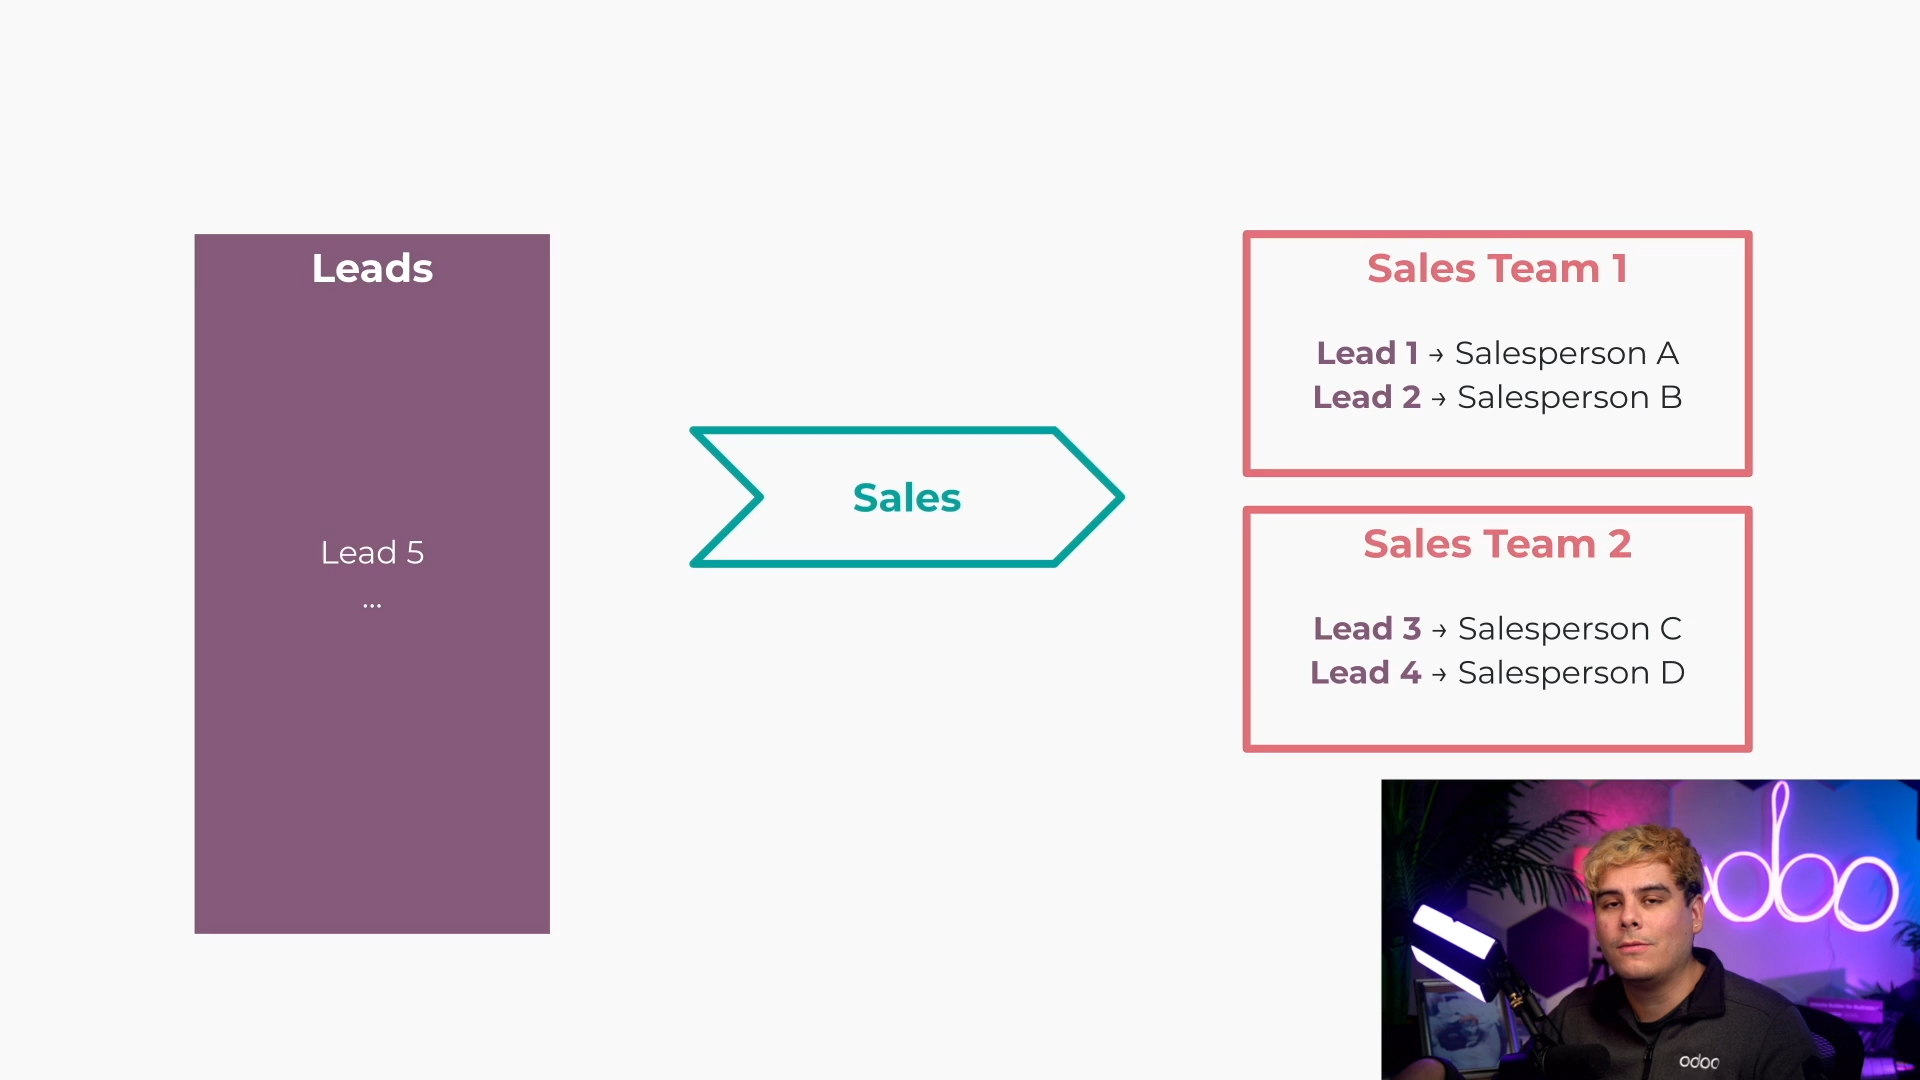 Leads
Lead 5
...
Sales
Sales Team 1
Lead 1 → Salesperson A
Lead 2 → Salesperson B
Sales Team 2
Lead 3 → Salesperson C
Lead 4 → Salesperson D
odoo
odoo